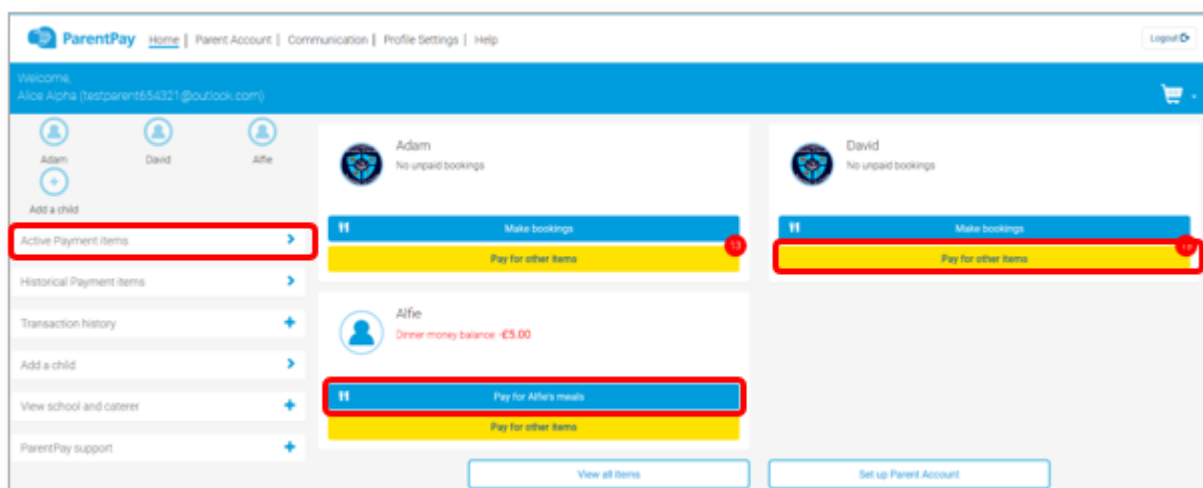 ParentPay Home | Parent Account | Communication | Profile Settings | Help
Logout
Welcome,
Alice Alpha (testparent654321@outlook.com)
Adam David Alfie
Add a child
Active Payment items
Historical Payment items
Transaction history
Add a child
View school and caterer
ParentPay support
Adam
No unpaid bookings
Make bookings
13
Pay for other items
David
No unpaid bookings
Make bookings
Pay for other items
Alfie
Dinner money balance: -£5.00
Pay for Alfie's meals
Pay for other items
View all items
Set up Parent Account